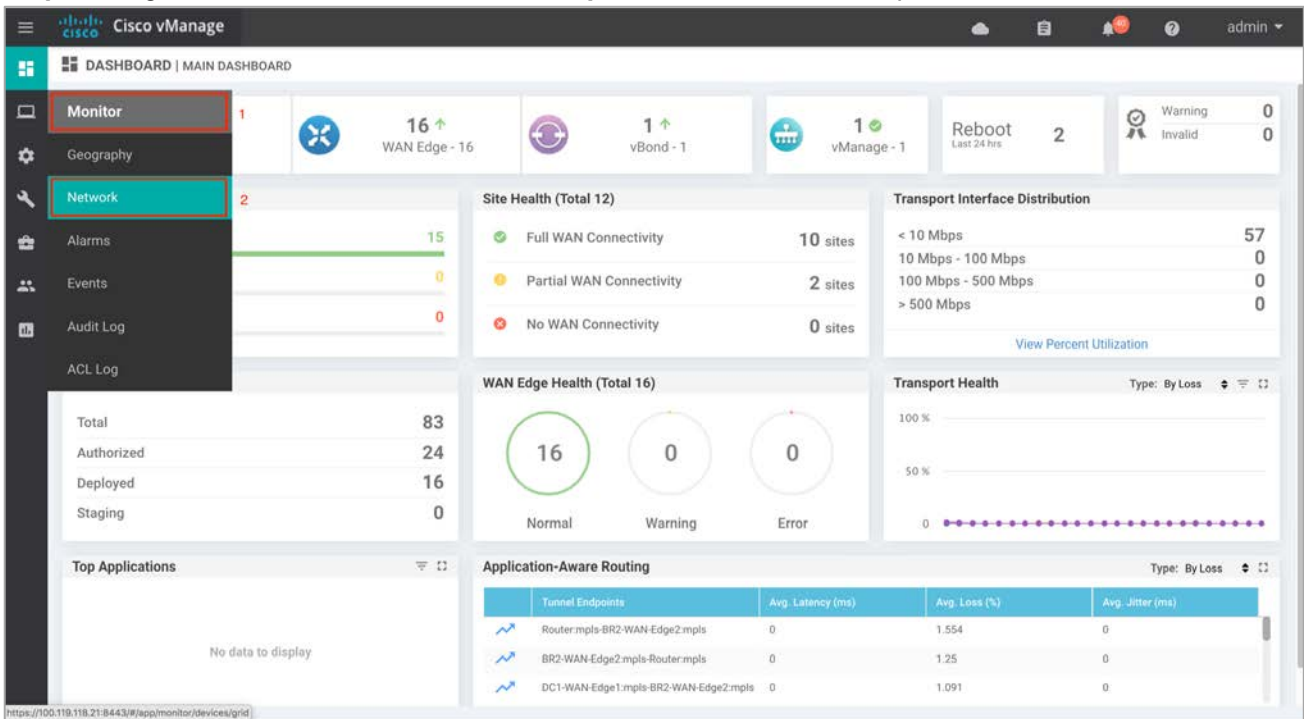 cisco Cisco vManage admin
DASHBOARD | MAIN DASHBOARD
Monitor 1
Geography
Network 2
Alarms
Events
Audit Log
ACL Log
16
WAN Edge - 16
1
vBond - 1
1
vManage - 1
Reboot 2
Last 24 hrs
Warning 0
Invalid 0
40
15
0
0
Site Health (Total 12)
Full WAN Connectivity 10 sites
Partial WAN Connectivity 2 sites
No WAN Connectivity 0 sites
Transport Interface Distribution
< 10 Mbps 57
10 Mbps - 100 Mbps 0
100 Mbps - 500 Mbps 0
> 500 Mbps 0
View Percent Utilization
Total 83
Authorized 24
Deployed 16
Staging 0
WAN Edge Health (Total 16)
16 0 0
Normal Warning Error
Transport Health Type: By Loss
100 %
50 %
0
Top Applications
No data to display
Application-Aware Routing Type: By Loss
Tunnel Endpoints Avg. Latency (ms) Avg. Loss (%) Avg. Jitter (ms)
Router:mpls-BR2-WAN-Edge2:mpls 0 1.554 0
BR2-WAN-Edge2:mpls-Router:mpls 0 1.25 0
DC1-WAN-Edge1:mpls-BR2-WAN-Edge2:mpls 0 1.091 0
https://100.119.118.21:8443/#/app/monitor/devices/grid